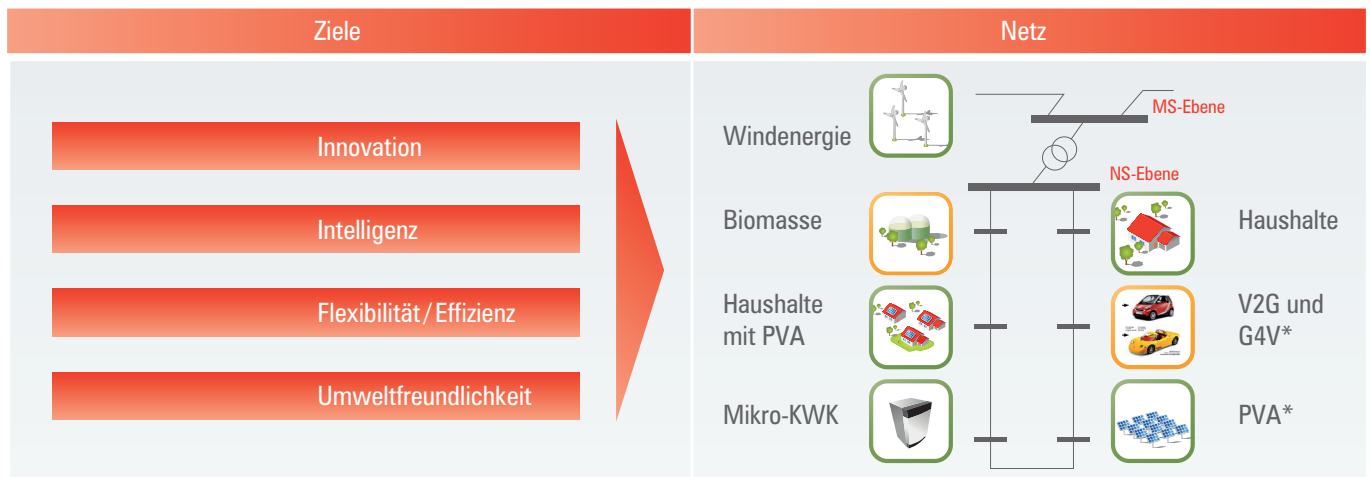 Ziele
Innovation
Intelligenz
Flexibilität / Effizienz
Umweltfreundlichkeit
Netz
MS-Ebene
Windenergie
NS-Ebene
Biomasse
Haushalte
Haushalte
mit PVA
V2G und
G4V*
Mikro-KWK
PVA*